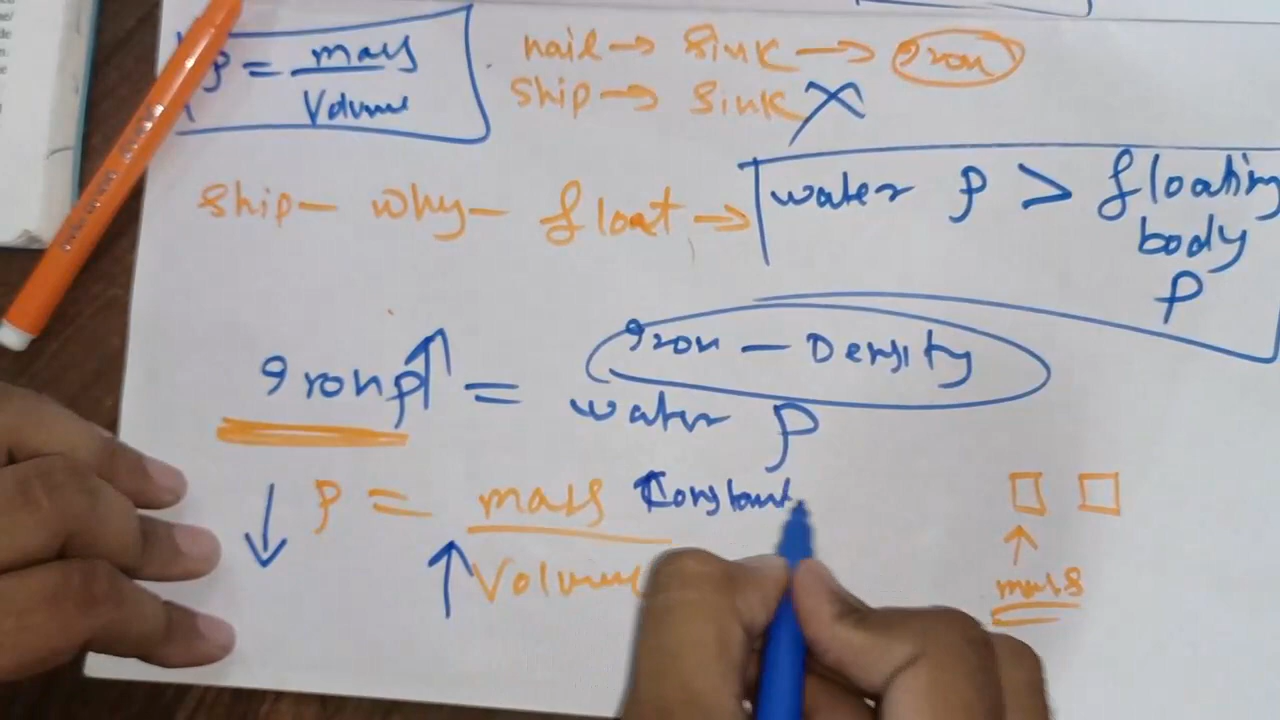 ρ = mass
Volume
nail → sink → iron
ship → sink X
ship - why - float →
water ρ > floating
body
ρ
iron ρ↑ = iron - Density
water ρ
↓ ρ = mass Constant
↑ Volume
↑
mass